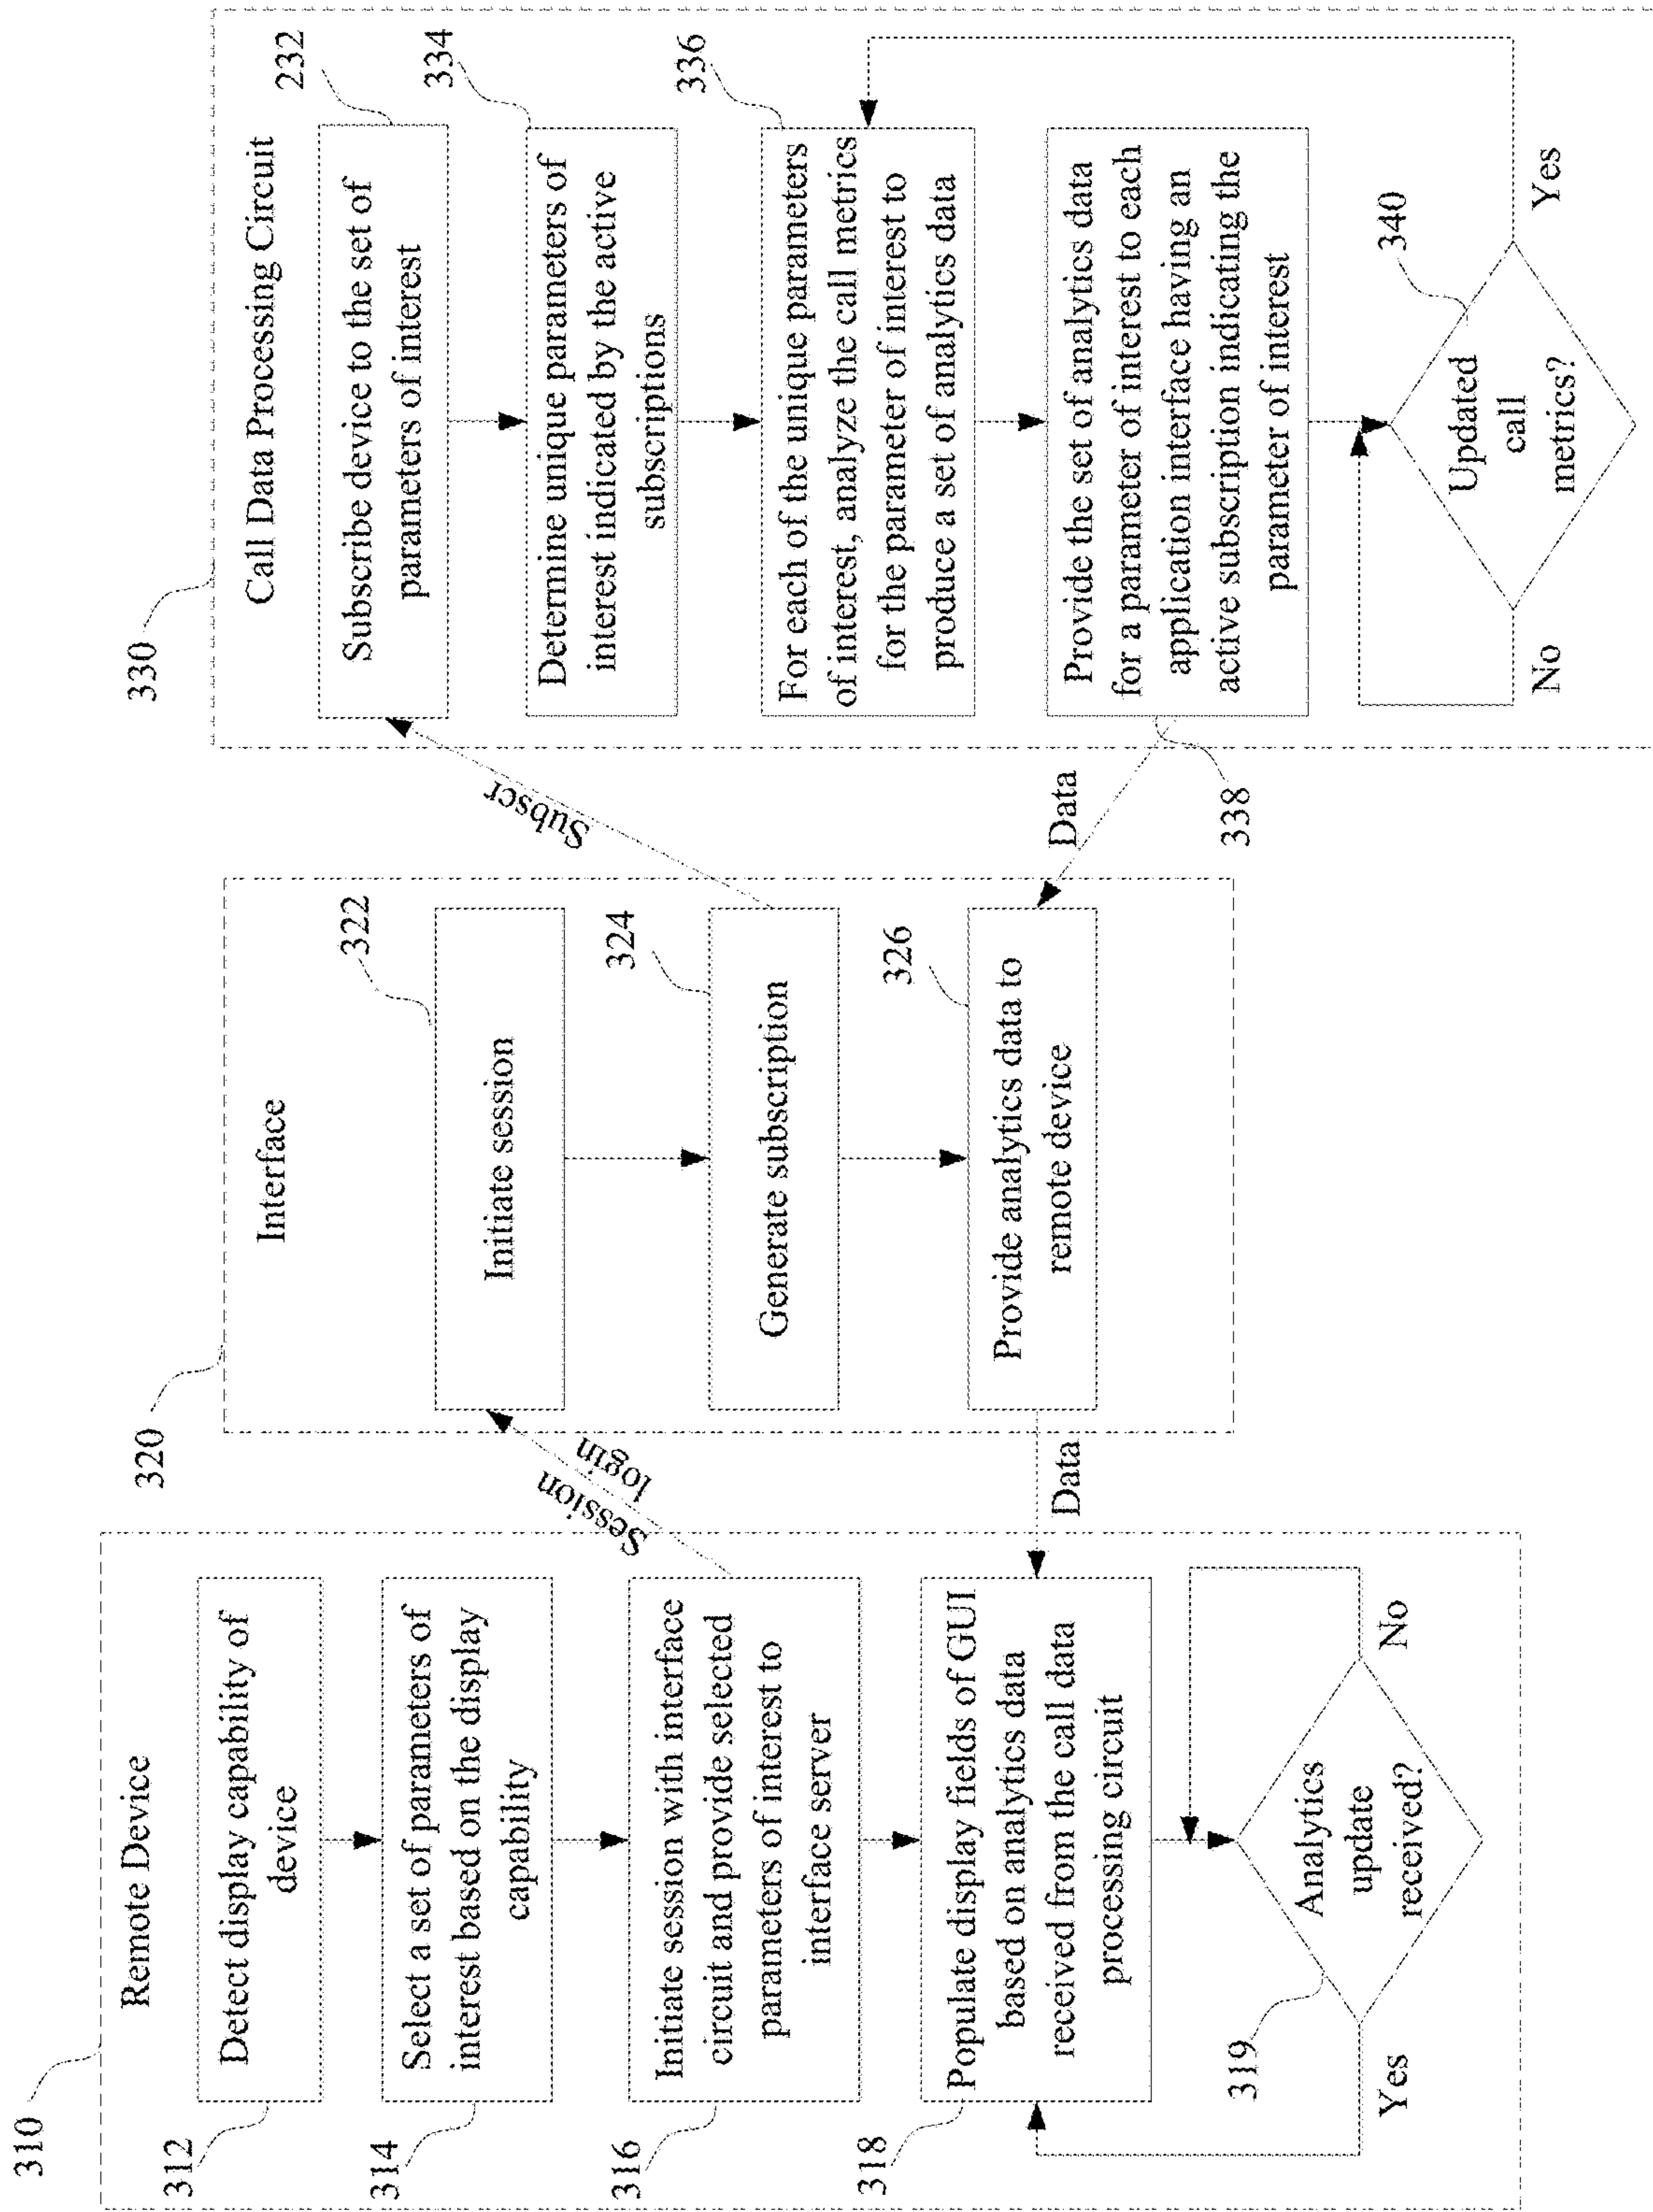 310
Remote Device
312
Detect display capability of
device
314
Select a set of parameters of
interest based on the display
capability
316
Initiate session with interface
circuit and provide selected
parameters of interest to
interface server
318
Populate display fields of GUI
based on analytics data
received from the call data
processing circuit
319
Analytics
update
received?
Yes
No
Session
login
Data
320
Interface
322
Initiate session
324
Generate subscription
326
Provide analytics data to
remote device
Subscr
Data
330
Call Data Processing Circuit
232
Subscribe device to the set of
parameters of interest
334
Determine unique parameters of
interest indicated by the active
subscriptions
336
For each of the unique parameters
of interest, analyze the call metrics
for the parameter of interest to
produce a set of analytics data
338
Provide the set of analytics data
for a parameter of interest to each
application interface having an
active subscription indicating the
parameter of interest
340
Updated
call
metrics?
No
Yes